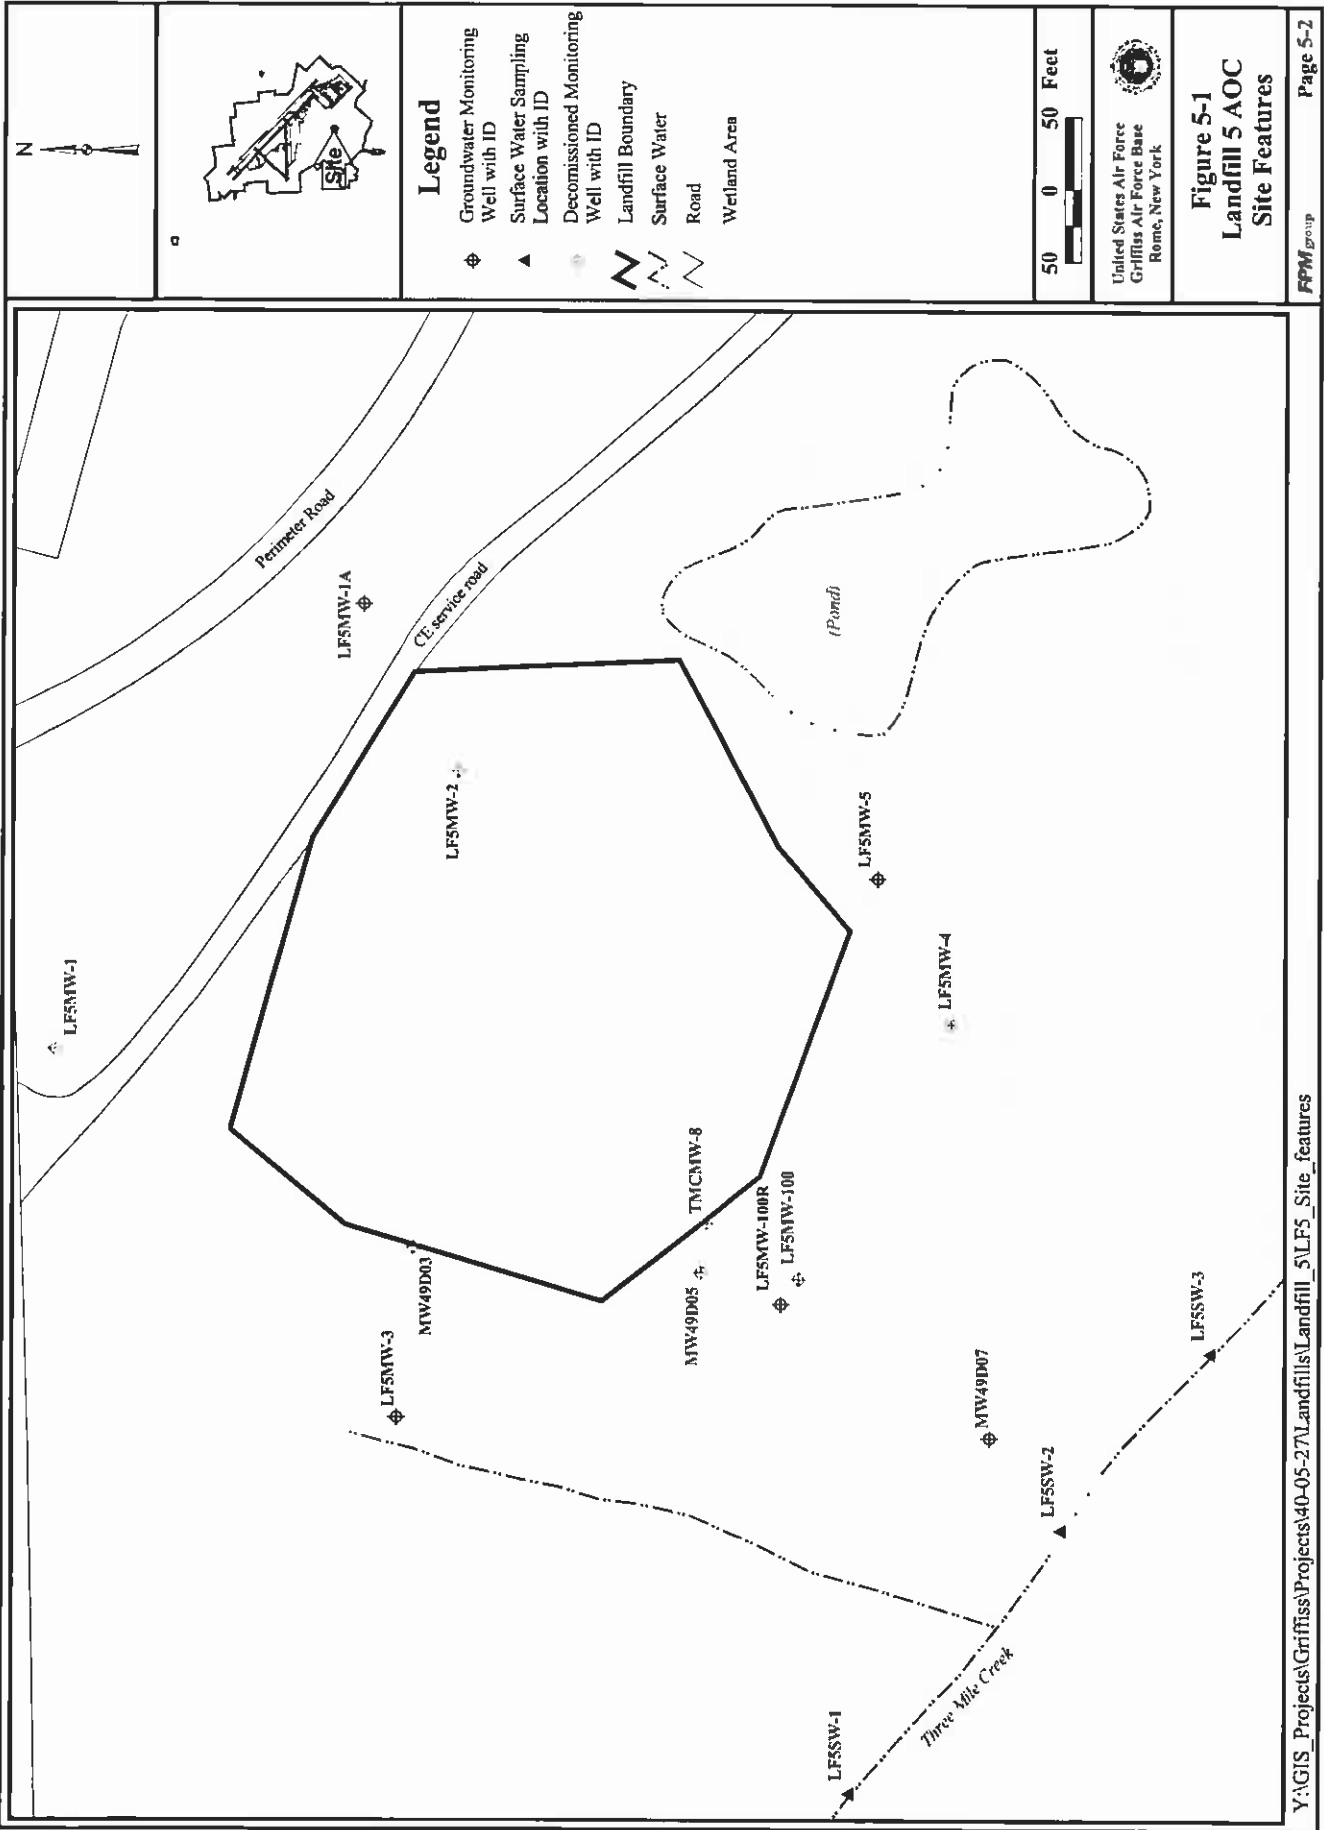 N
Site
Legend
Groundwater Monitoring
Well with ID
Surface Water Sampling
Location with ID
Decomissioned Monitoring
Well with ID
Landfill Boundary
Surface Water
Road
Wetland Area
50 0 50 Feet
United States Air Force
Griffiss Air Force Base
Rome, New York
Figure 5-1
Landfill 5 AOC
Site Features
RPM group
Page 5-2
LF5MW-1
Perimeter Road
LF5MW-1A
CE service road
LF5MW-2
LF5MW-3
MW49D03
(Pond)
LF5MW-5
LF5MW-4
TMCMW-8
MW49D05
LF5MW-100R
LF5MW-100
MW49D07
LF5SW-1
Three Mile Creek
LF5SW-2
LF5SW-3
Y:\GIS_Projects\Griffiss\Projects\40-05-27\Landfills\Landfill_5\LF5_Site_features